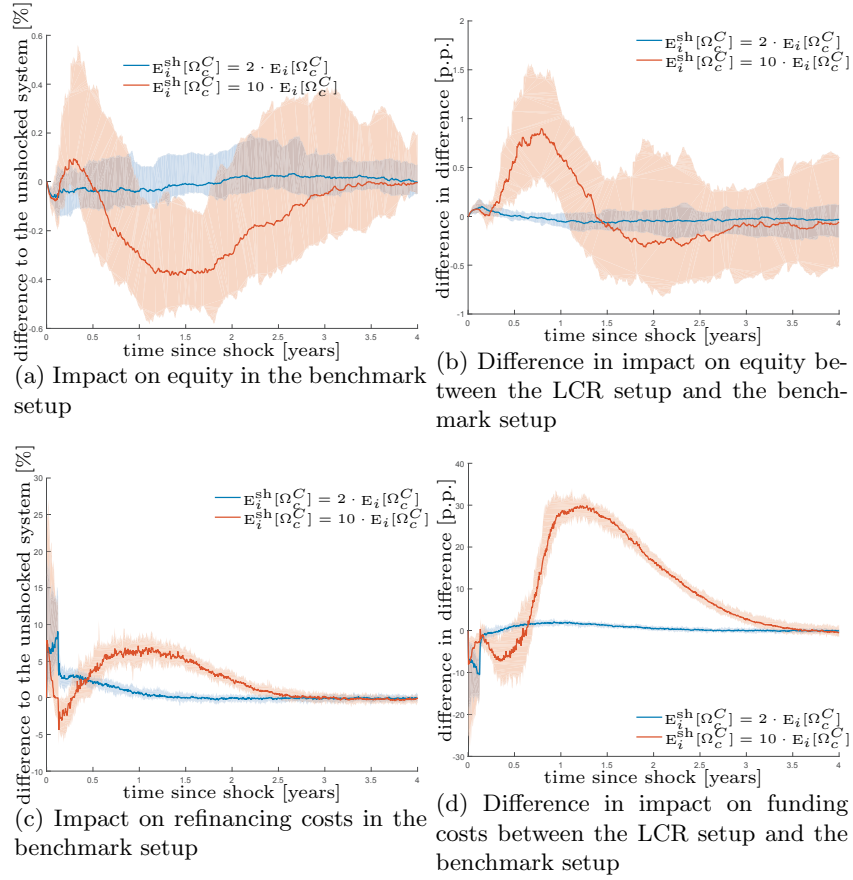 difference to the unshocked system [%]
0.6
0.4
0.2
0
-0.2
-0.4
-0.6
E_i^sh[Ω_c^C] = 2 · E_i[Ω_c^C]
E_i^sh[Ω_c^C] = 10 · E_i[Ω_c^C]
0 0.5 1 1.5 2 2.5 3 3.5 4
time since shock [years]
(a) Impact on equity in the benchmark
setup
difference in difference [p.p.]
2
1.5
1
0.5
0
-0.5
-1
E_i^sh[Ω_c^C] = 2 · E_i[Ω_c^C]
E_i^sh[Ω_c^C] = 10 · E_i[Ω_c^C]
0 0.5 1 1.5 2 2.5 3 3.5 4
time since shock [years]
(b) Difference in impact on equity be-
tween the LCR setup and the bench-
mark setup
difference to the unshocked system [%]
30
25
20
15
10
5
0
-5
-10
E_i^sh[Ω_c^C] = 2 · E_i[Ω_c^C]
E_i^sh[Ω_c^C] = 10 · E_i[Ω_c^C]
0 0.5 1 1.5 2 2.5 3 3.5 4
time since shock [years]
(c) Impact on refinancing costs in the
benchmark setup
difference in difference [p.p.]
40
30
20
10
0
-10
-20
-30
E_i^sh[Ω_c^C] = 2 · E_i[Ω_c^C]
E_i^sh[Ω_c^C] = 10 · E_i[Ω_c^C]
0 0.5 1 1.5 2 2.5 3 3.5 4
time since shock [years]
(d) Difference in impact on funding
costs between the LCR setup and the
benchmark setup